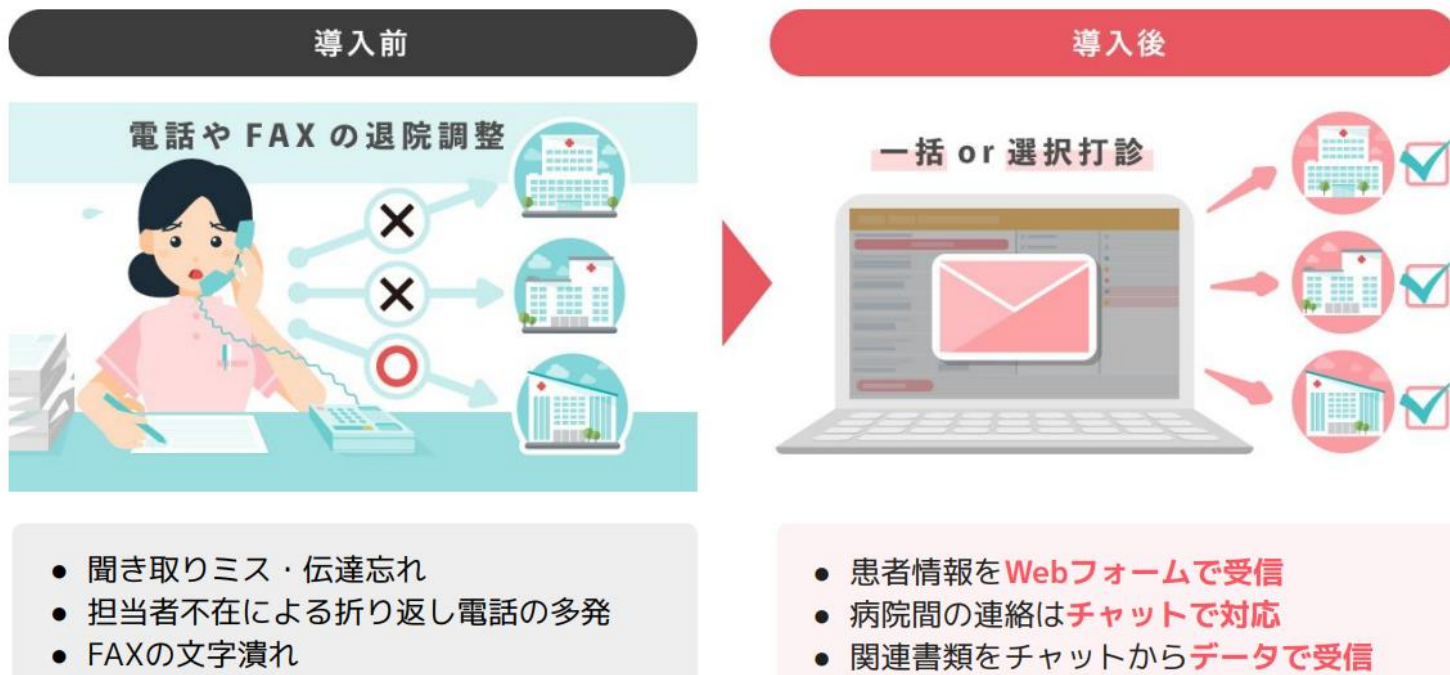 導入前
電話や FAX の退院調整
● 聞き取りミス・伝達忘れ
● 担当者不在による折り返し電話の多発
● FAXの文字潰れ
導入後
一括 or 選択打診
● 患者情報をWebフォームで受信
● 病院間の連絡はチャットで対応
● 関連書類をチャットからデータで受信